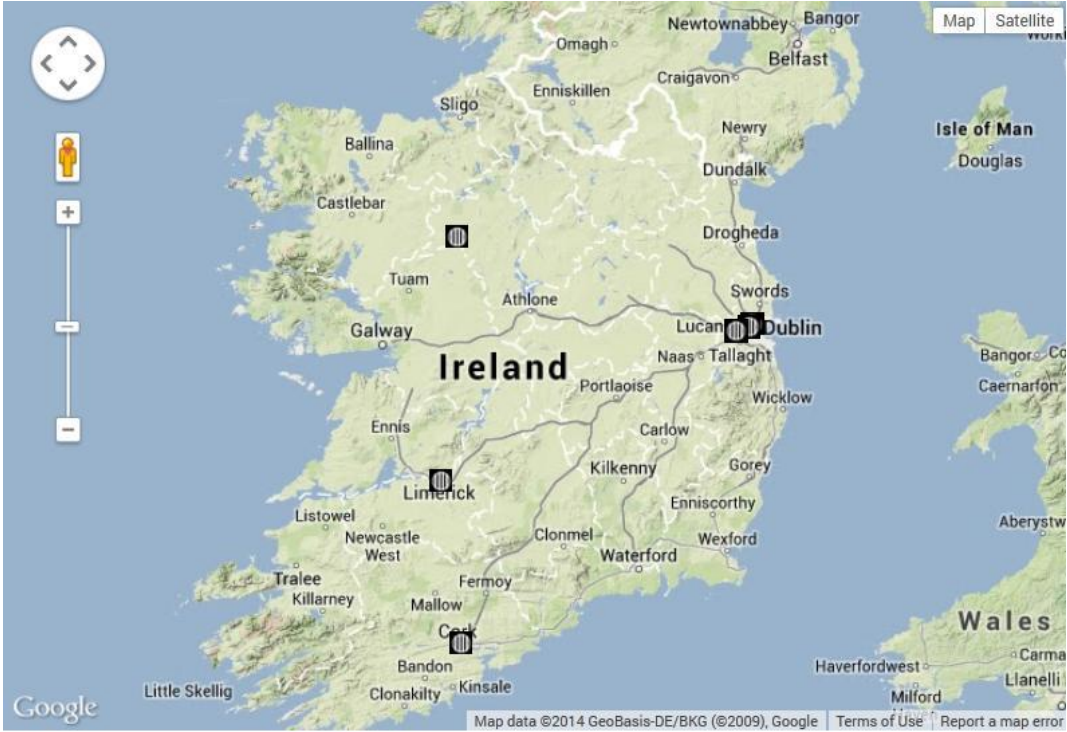 Newtownabbey
Bangor
Map
Satellite
Omagh
Belfast
Craigavon
Enniskillen
Sligo
Isle of Man
Newry
Ballina
Douglas
Dundalk
Castlebar
Drogheda
Tuam
Swords
Athlone
Galway
Lucan
Dublin
Naas
Tallaght
Bangor
Co
Ireland
Portlaoise
Caernarfon
Wicklow
Ennis
Carlow
Kilkenny
Gorey
Limerick
Enniscorthy
Listowel
Aberystw
Newcastle
West
Clonmel
Wexford
Waterford
Tralee
Fermoy
Killarney
Mallow
Wales
Cork
Carma
Bandon
Haverfordwest
Llanelli
Little Skellig
Clonakilty
Kinsale
Milford
Google
Map data ©2014 GeoBasis-DE/BKG (©2009), Google
Terms of Use
Report a map error